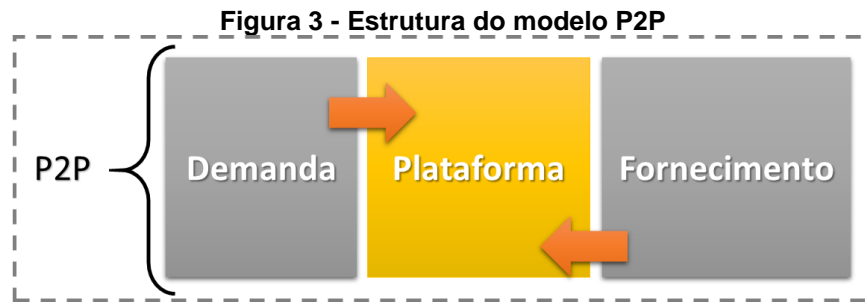 Figura 3 - Estrutura do modelo P2P
P2P
Demanda
Plataforma
Fornecimento